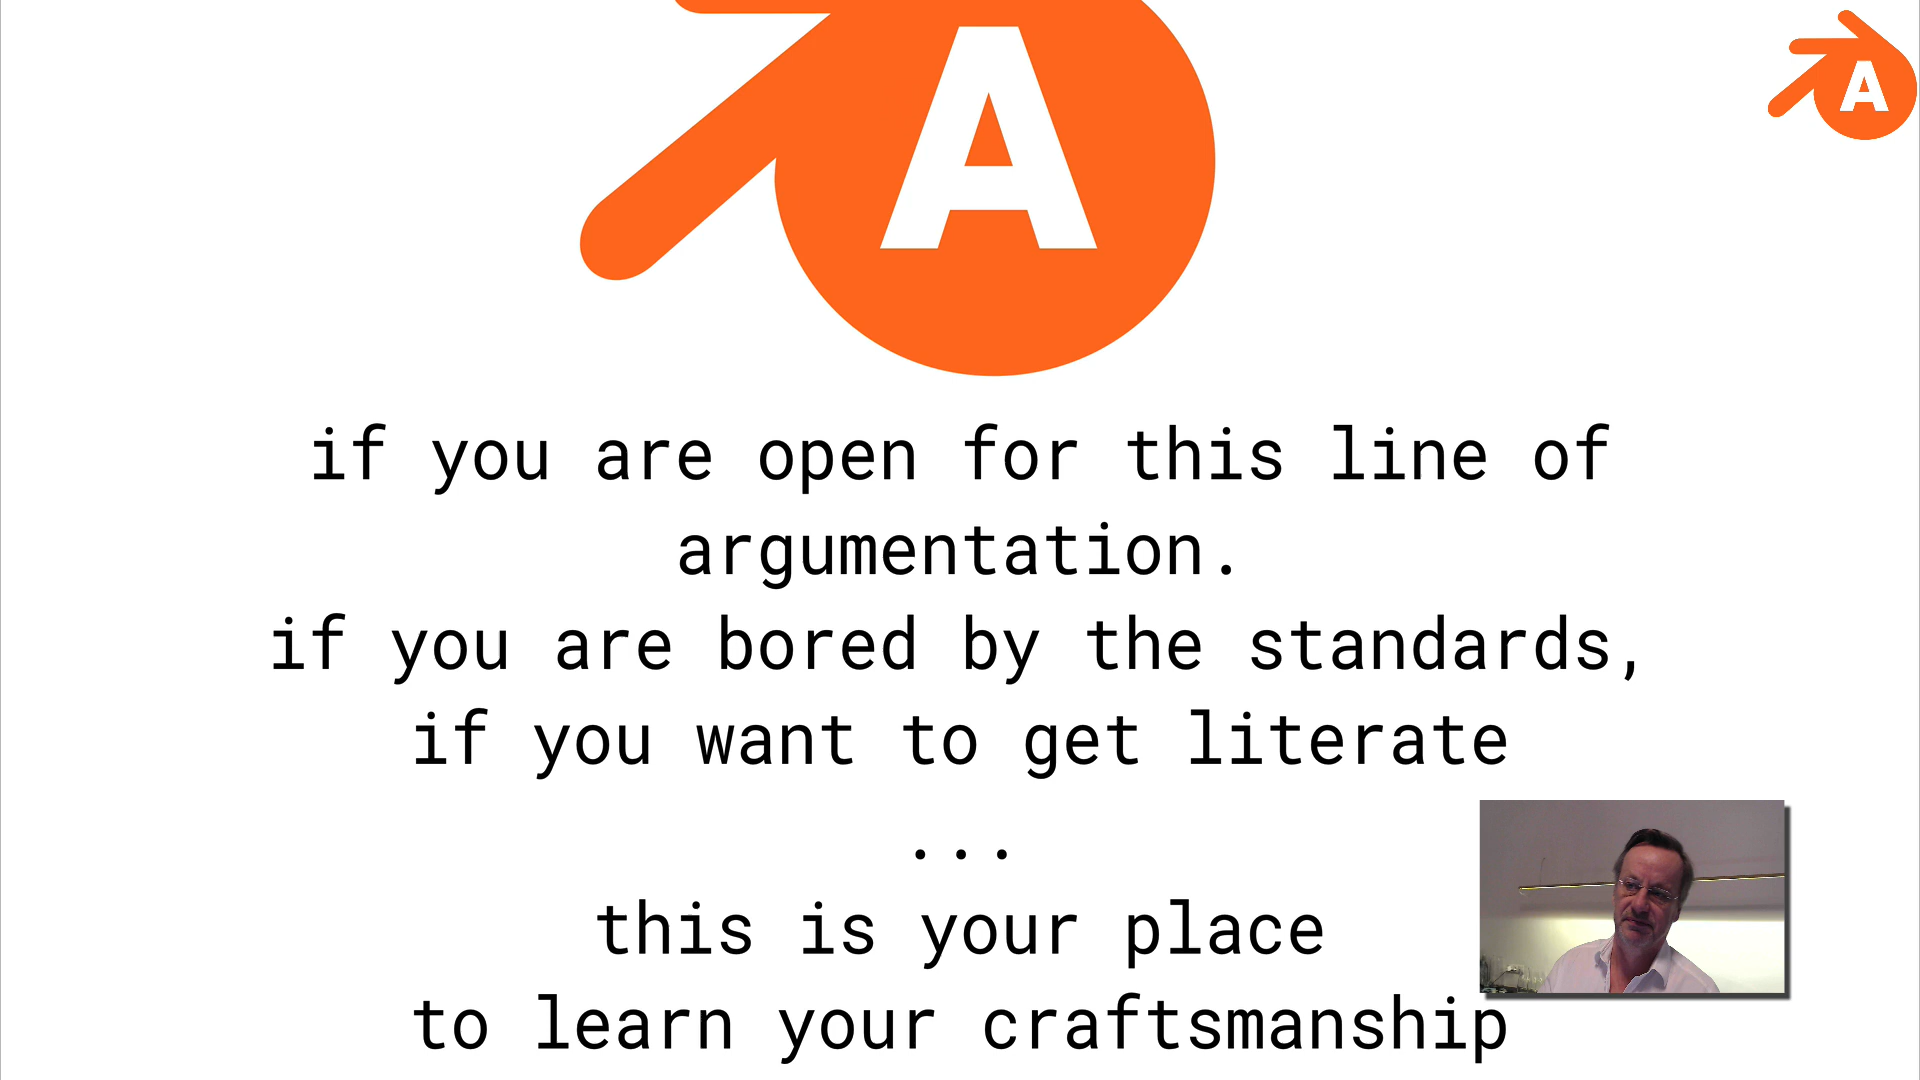 A
A
if you are open for this line of
argumentation.
if you are bored by the standards,
if you want to get literate
...
this is your place
to learn your craftsmanship